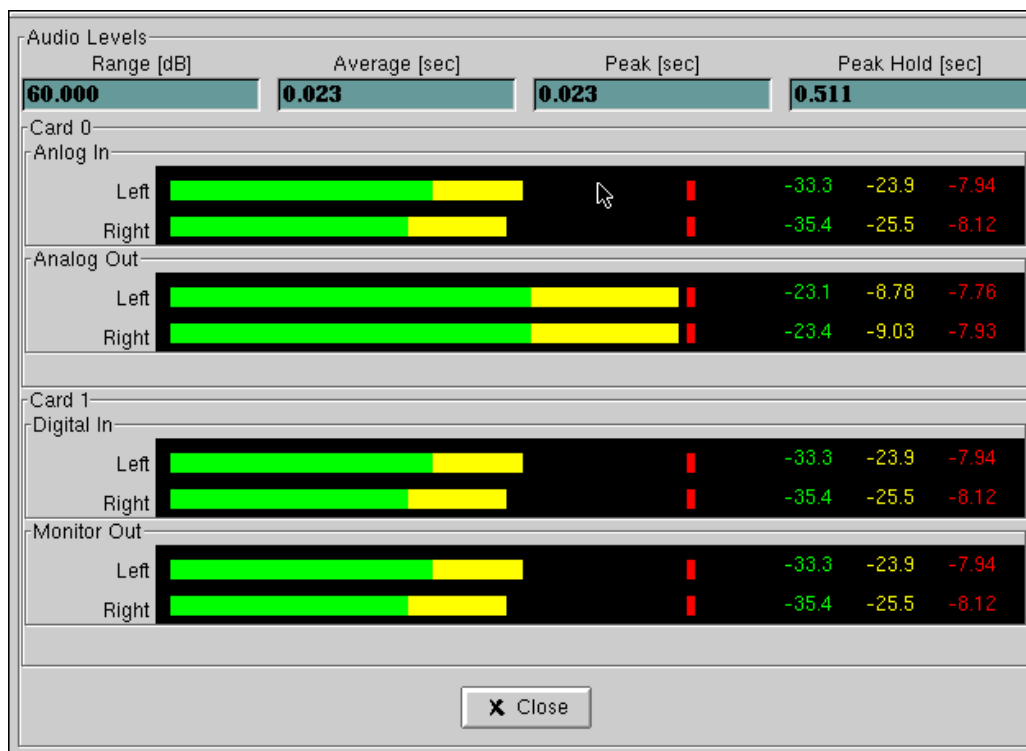 Audio Levels
Range [dB] Average [sec] Peak [sec] Peak Hold [sec]
60.000 0.023 0.023 0.511
Card 0
Anlog In
Left -33.3 -23.9 -7.94
Right -35.4 -25.5 -8.12
Analog Out
Left -23.1 -8.78 -7.76
Right -23.4 -9.03 -7.93
Card 1
Digital In
Left -33.3 -23.9 -7.94
Right -35.4 -25.5 -8.12
Monitor Out
Left -33.3 -23.9 -7.94
Right -35.4 -25.5 -8.12
Close